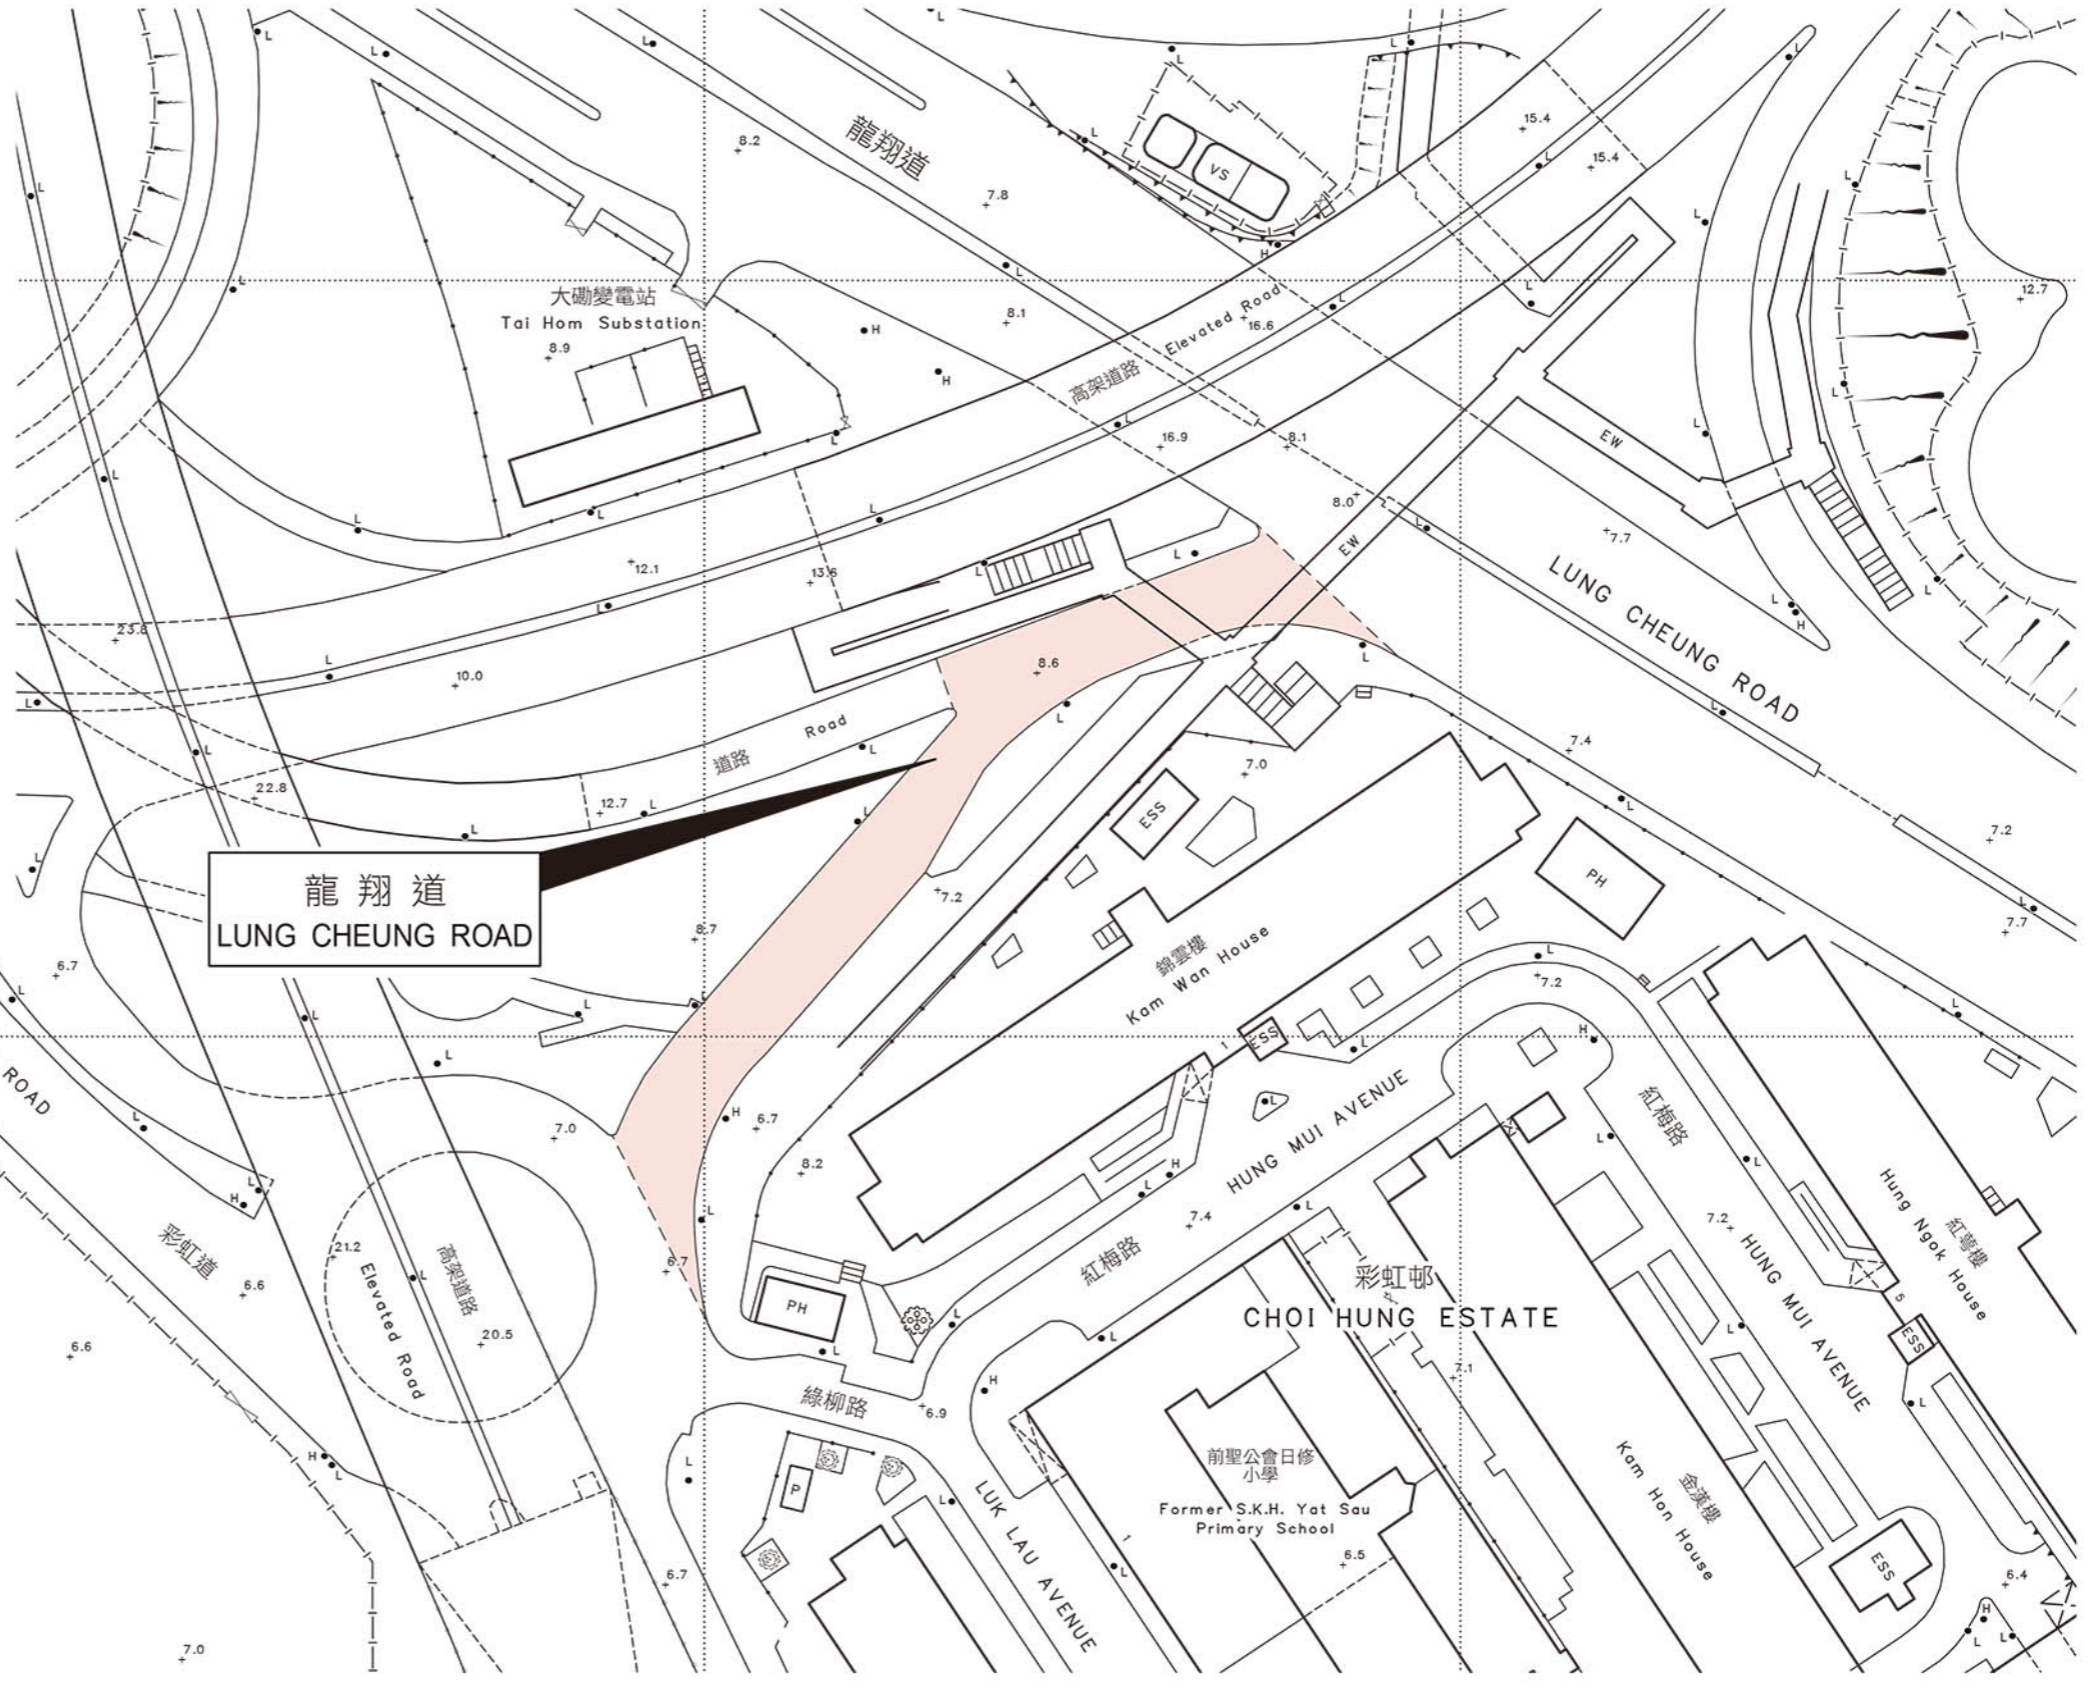 龍翔道
8.2
7.8
VS
15.4
15.4
大磡變電站
Tai Hom Substation
8.9
8.1
高架道路
Elevated Road
16.6
12.7
16.9
8.1
8.0
EW
EW
7.7
LUNG CHEUNG ROAD
12.1
13.6
23.8
10.0
8.6
道路
Road
7.4
7.0
22.8
12.7
ESS
7.2
龍翔道
LUNG CHEUNG ROAD
7.2
PH
8.7
7.7
6.7
錦雲樓
Kam Wan House
7.2
ESS
1
ROAD
HUNG MUI AVENUE
紅梅路
7.0
6.7
8.2
彩虹道
6.6
21.2
高架道路
Elevated Road
20.5
6.7
7.4
紅梅路
7.2
HUNG MUI AVENUE
Hung Ngok House
紅萼樓
5
ESS
彩虹邨
CHOI HUNG ESTATE
PH
6.6
7.1
綠柳路
6.9
前聖公會日修
小學
Former S.K.H. Yat Sau
Primary School
P
LUK LAU AVENUE
1
Kam Hon House
金漢樓
ESS
6.5
6.7
6.4
7.0